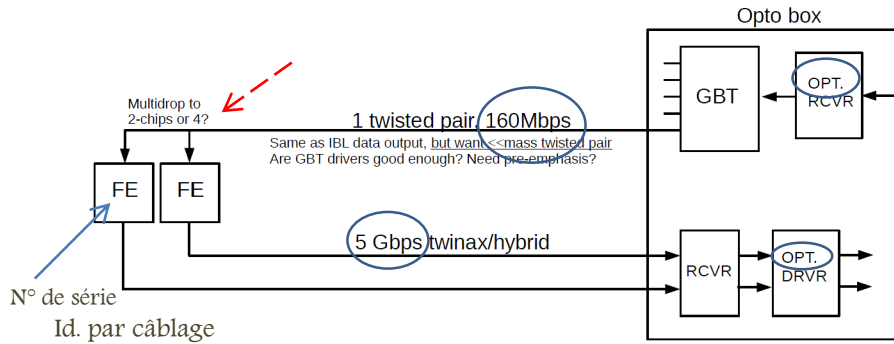 Opto box
Multidrop to
2-chips or 4?
1 twisted pair, 160Mbps
Same as IBL data output, but want <<mass twisted pair
Are GBT drivers good enough? Need pre-emphasis?
GBT
OPT.
RCVR
FE
FE
5 Gbps twinax/hybrid
RCVR
OPT.
DRVR
N° de série
Id. par câblage